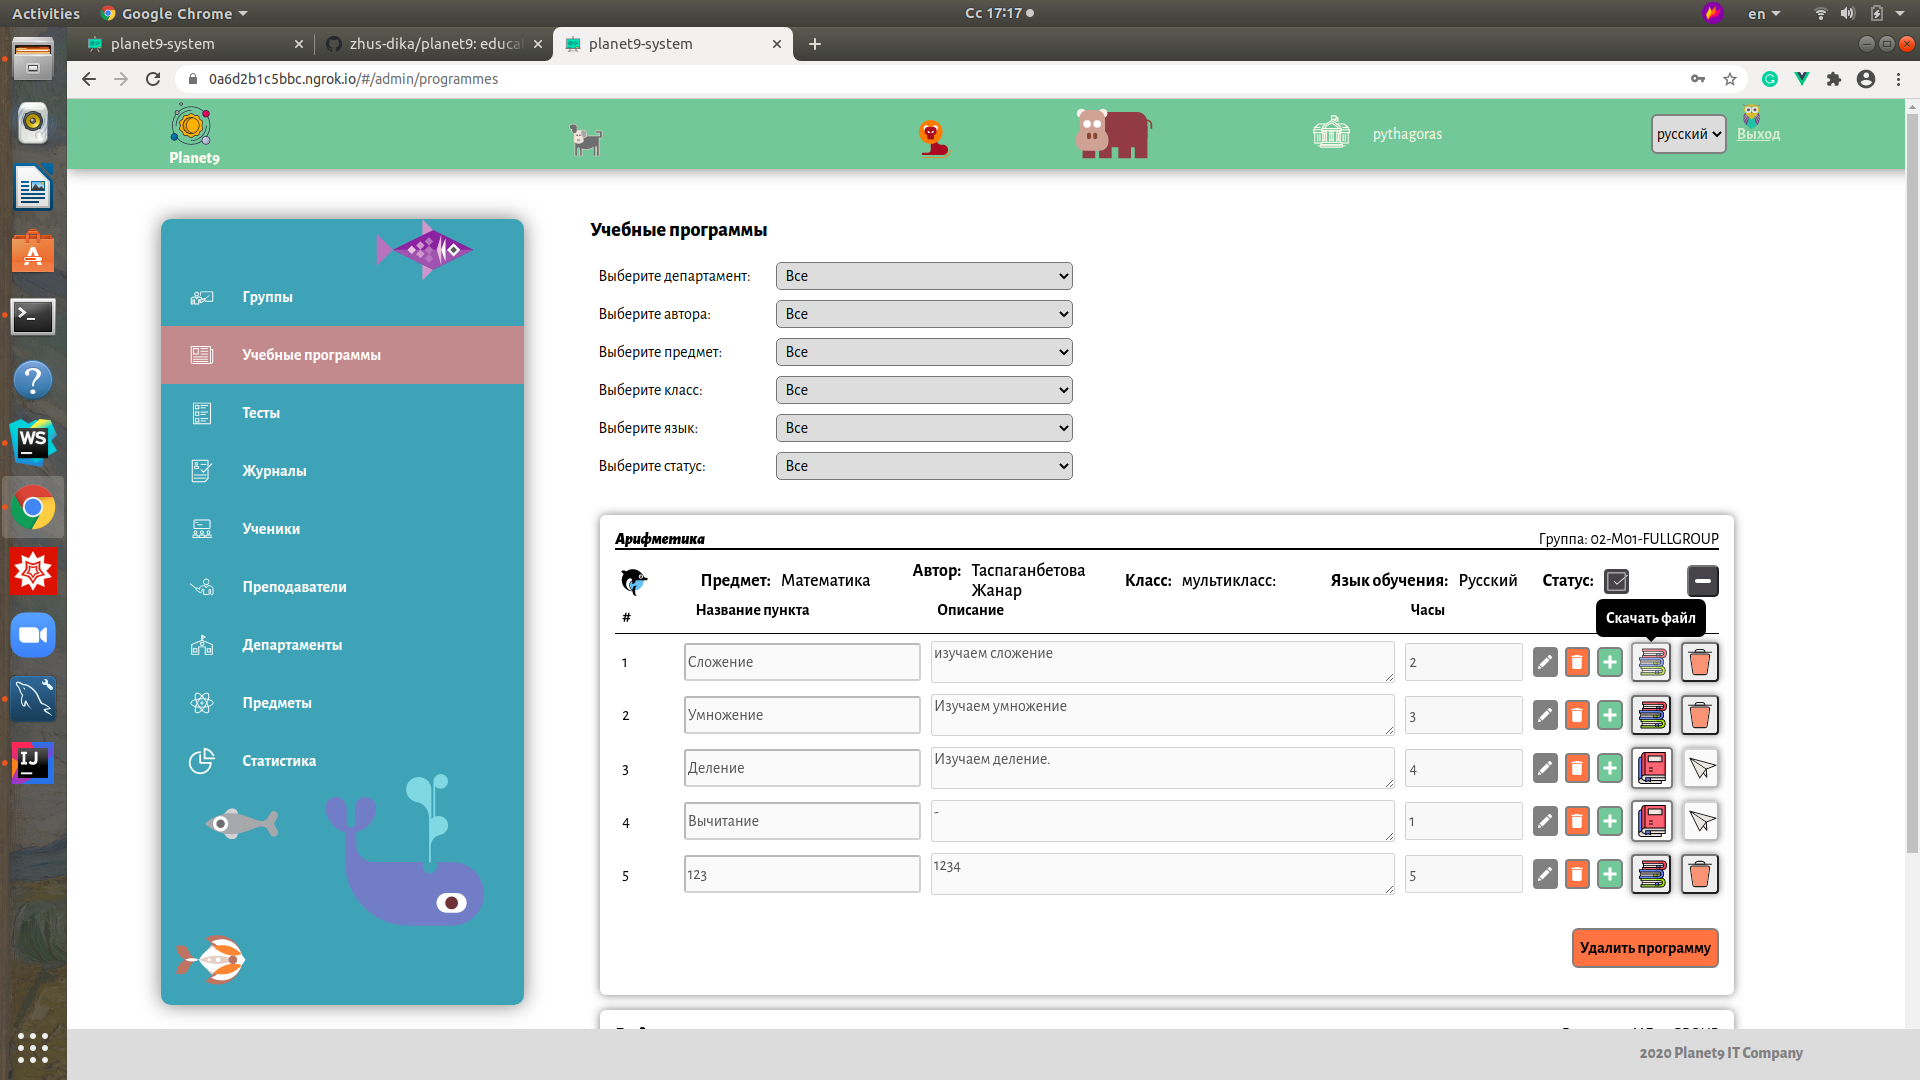 Activities
Google Chrome
Сс 17:17
en
planet9-system
zhus-dika/planet9: educa
planet9-system
0a6d2b1c5bbc.ngrok.io/#/admin/programmes
Planet9
pythagoras
русский
Выход
Группы
Учебные программы
Тесты
Журналы
Ученики
Преподаватели
Департаменты
Предметы
Статистика
Учебные программы
Выберите департамент: Все
Выберите автора: Все
Выберите предмет: Все
Выберите класс: Все
Выберите язык: Все
Выберите статус: Все
Арифметика
Группа: 02-M01-FULLGROUP
Предмет: Математика
Автор: Таспаганбетова Жанар
Класс: мультикласс:
Язык обучения: Русский
Статус:
# Название пункта Описание Часы
Скачать файл
1 Сложение изучаем сложение 2
2 Умножение Изучаем умножение 3
3 Деление Изучаем деление. 4
4 Вычитание - 1
5 123 1234 5
Удалить программу
2020 Planet9 IT Company
WS
IJ